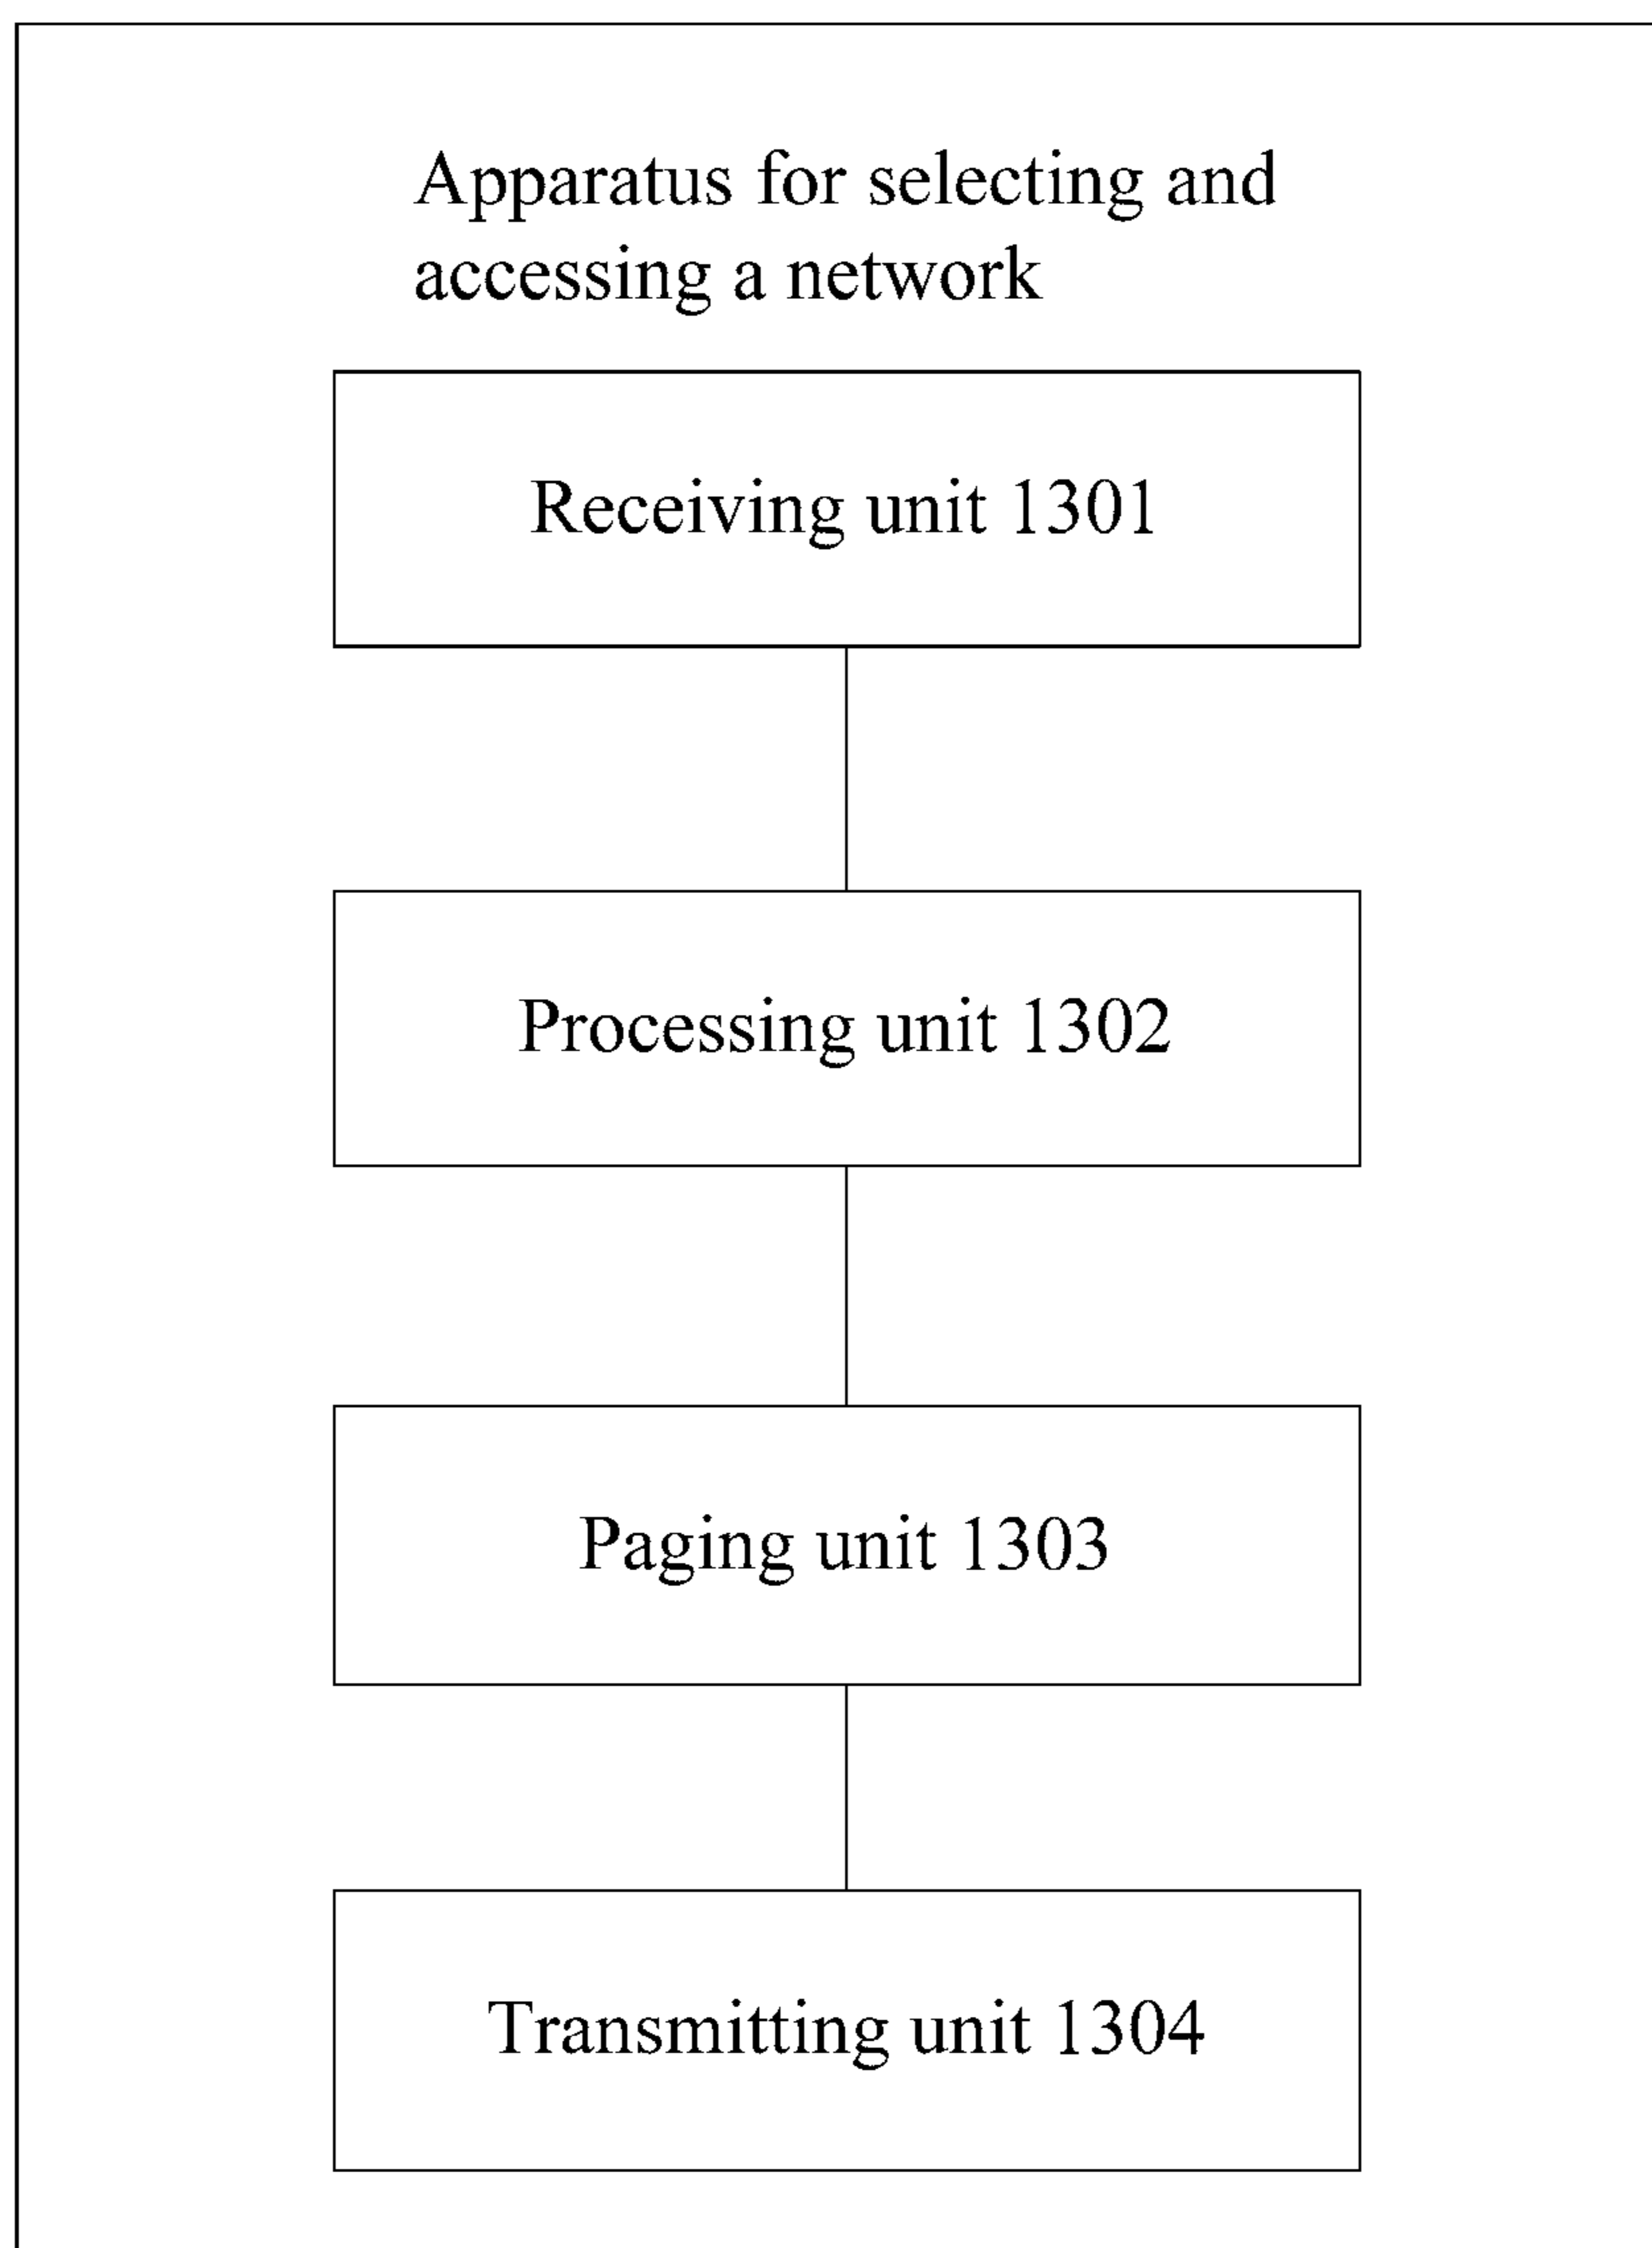 Apparatus for selecting and
accessing a network
Receiving unit 1301
Processing unit 1302
Paging unit 1303
Transmitting unit 1304